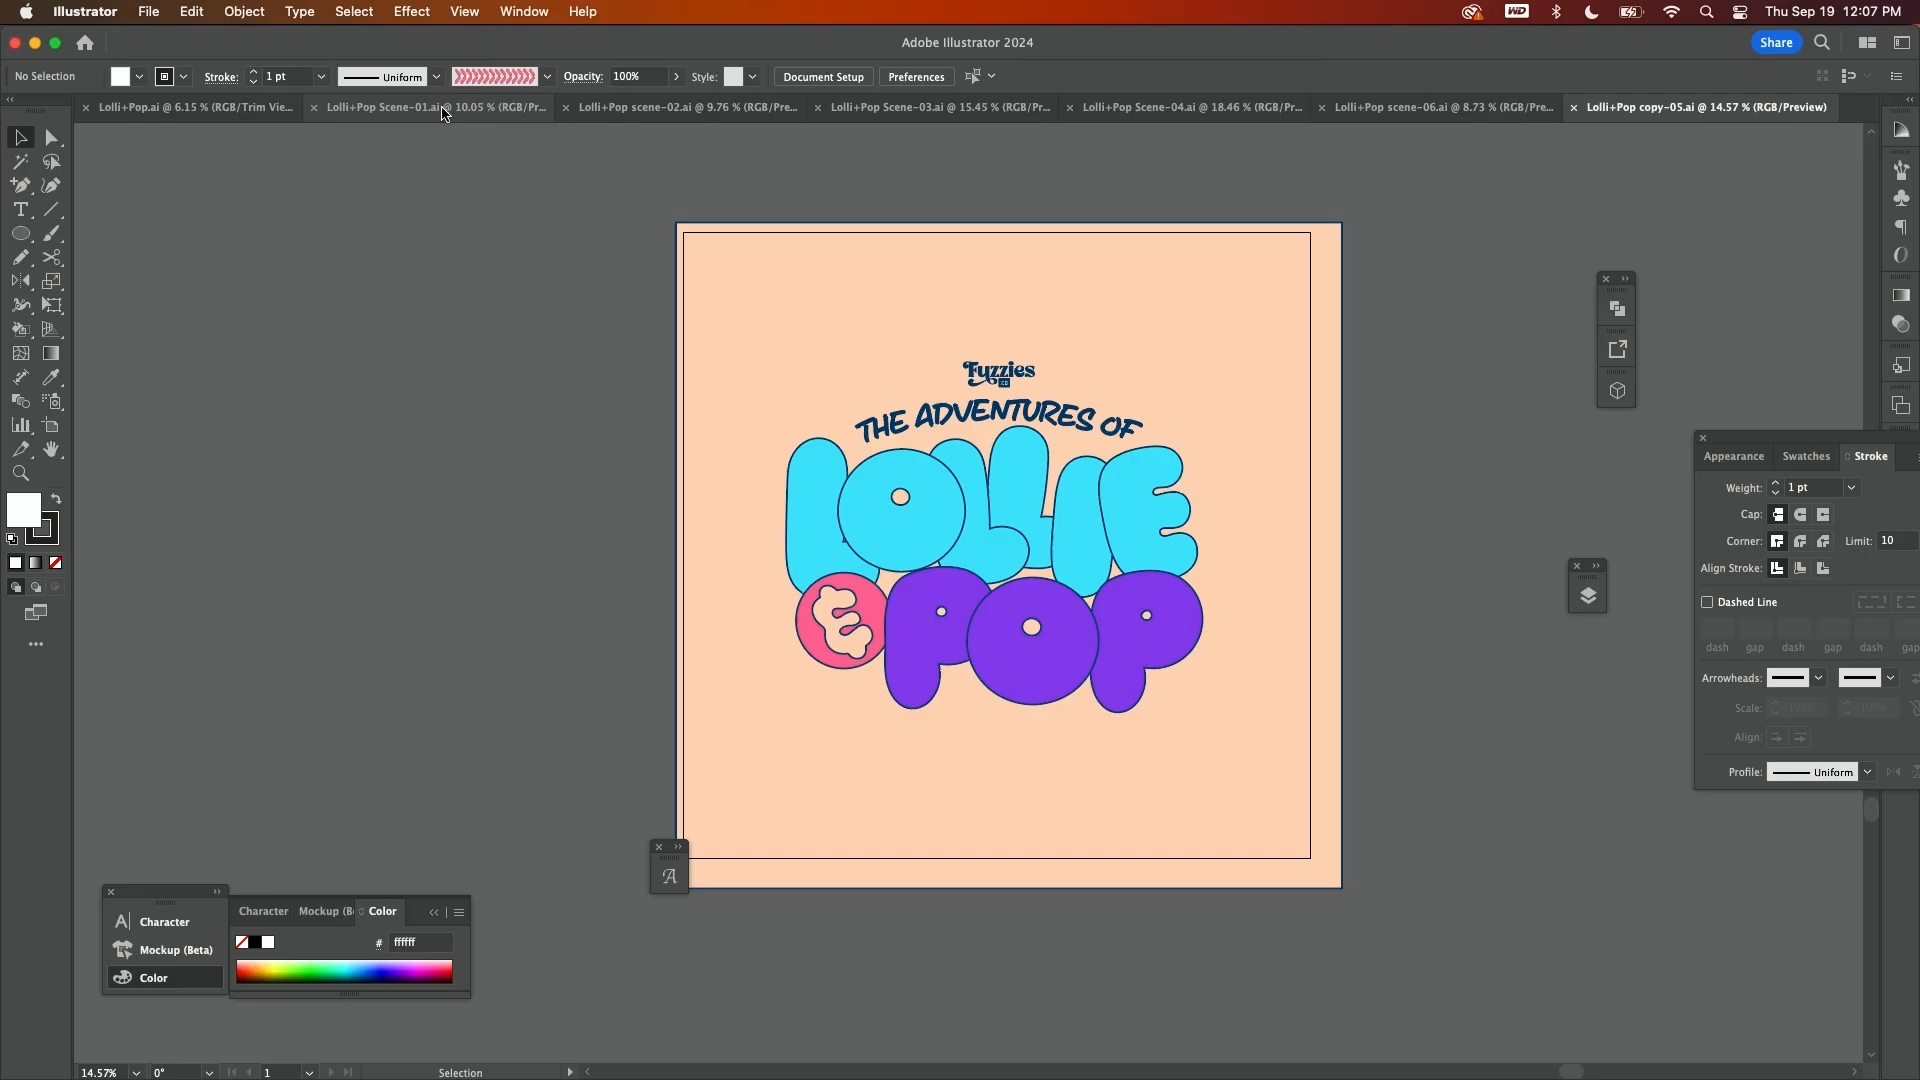 Illustrator File Edit Object Type Select Effect View Window Help
WD Thu Sep 19 12:07 PM
Adobe Illustrator 2024
Share
No Selection Stroke: 1 pt Uniform Opacity: 100% Style: Document Setup Preferences
Lolli+Pop.ai @ 6.15 % (RGB/Trim Vie... Lolli+Pop Scene-01.ai @ 10.05 % (RGB/Pr... Lolli+Pop scene-02.ai @ 9.76 % (RGB/Pre... Lolli+Pop Scene-03.ai @ 15.45 % (RGB/Pr... Lolli+Pop Scene-04.ai @ 18.46 % (RGB/Pr... Lolli+Pop scene-06.ai @ 8.73 % (RGB/Pre... Lolli+Pop copy-05.ai @ 14.57 % (RGB/Preview)
Fuzzies
CO
THE ADVENTURES OF
LOLLIE
& POP
Appearance Swatches Stroke
Weight: 1 pt
Cap:
Corner: Limit: 10
Align Stroke:
Dashed Line
dash gap dash gap dash gap
Arrowheads:
Scale: 100% 100%
Align:
Profile: Uniform
Character
Mockup (Beta)
Color
Character Mockup (Be Color
# ffffff
14.57% 0° 1 Selection